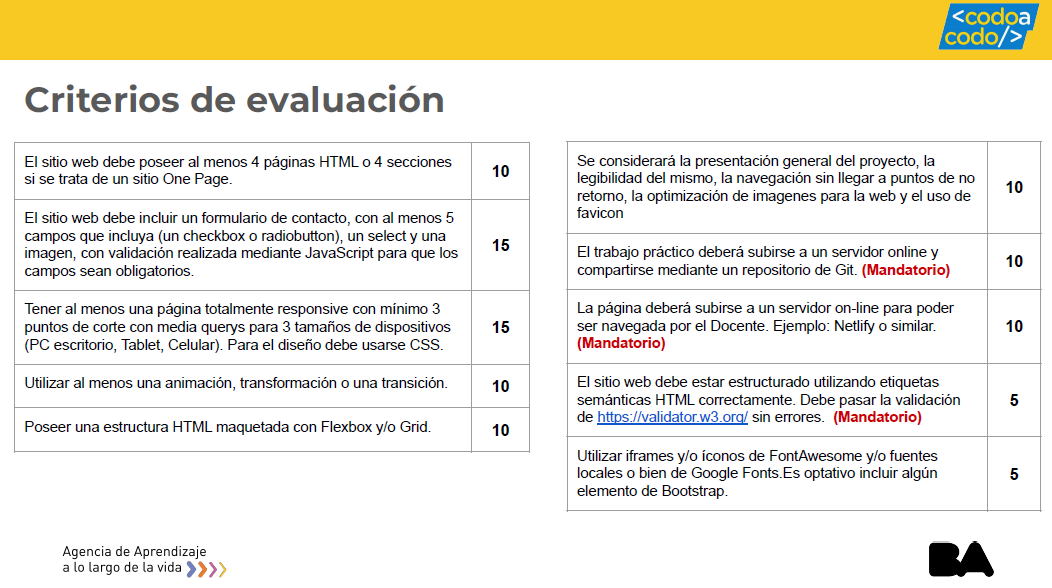 <codoa
codo/>
Criterios de evaluación
El sitio web debe poseer al menos 4 páginas HTML o 4 secciones
si se trata de un sitio One Page.
10
El sitio web debe incluir un formulario de contacto, con al menos 5
campos que incluya (un checkbox o radiobutton), un select y una
imagen, con validación realizada mediante JavaScript para que los
campos sean obligatorios.
15
Tener al menos una página totalmente responsive con mínimo 3
puntos de corte con media querys para 3 tamaños de dispositivos
(PC escritorio, Tablet, Celular). Para el diseño debe usarse CSS.
15
Utilizar al menos una animación, transformación o una transición.
10
Poseer una estructura HTML maquetada con Flexbox y/o Grid.
10
Se considerará la presentación general del proyecto, la
legibilidad del mismo, la navegación sin llegar a puntos de no
retorno, la optimización de imagenes para la web y el uso de
favicon
10
El trabajo práctico deberá subirse a un servidor online y
compartirse mediante un repositorio de Git. (Mandatorio)
10
La página deberá subirse a un servidor on-line para poder
ser navegada por el Docente. Ejemplo: Netlify o similar.
(Mandatorio)
10
El sitio web debe estar estructurado utilizando etiquetas
semánticas HTML correctamente. Debe pasar la validación
de https://validator.w3.org/ sin errores. (Mandatorio)
5
Utilizar iframes y/o íconos de FontAwesome y/o fuentes
locales o bien de Google Fonts.Es optativo incluir algún
elemento de Bootstrap.
5
Agencia de Aprendizaje
a lo largo de la vida
BA